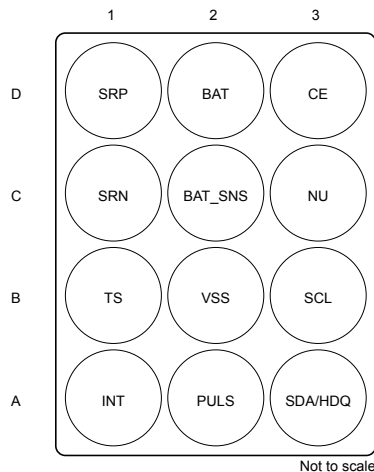 1 2 3
D SRP BAT CE
C SRN BAT_SNS NU
B TS VSS SCL
A INT PULS SDA/HDQ
Not to scale